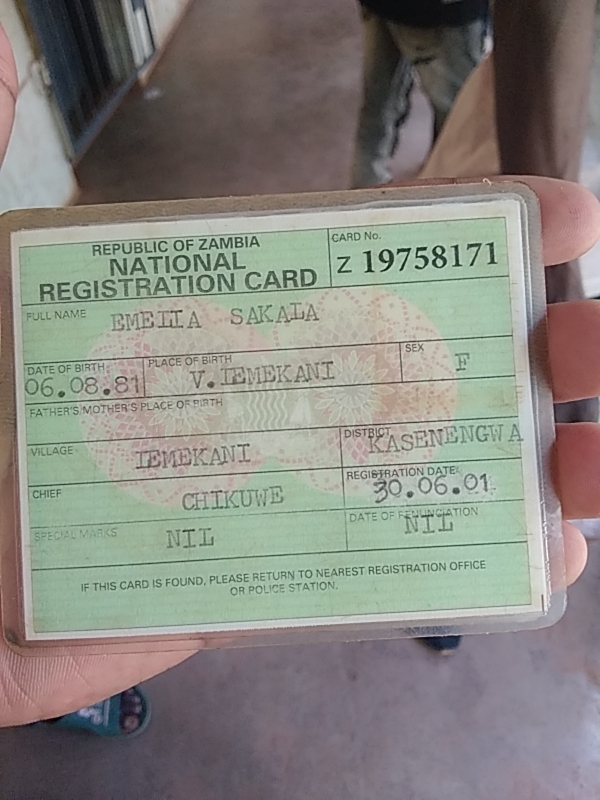 REPUBLIC OF ZAMBIA
NATIONAL
REGISTRATION CARD
CARD No.
Z 19758171
FULL NAME
EMELIA SAKALA
DATE OF BIRTH
06.08.81
PLACE OF BIRTH
V.IEMEKANI
SEX
F
FATHER'S/MOTHER'S PLACE OF BIRTH
VILLAGE
IEMEKANI
DISTRICT
KASENENGWA
CHIEF
CHIKUWE
REGISTRATION DATE
30.06.01
SPECIAL MARKS
NIL
DATE OF RENUNCIATION
NIL
IF THIS CARD IS FOUND, PLEASE RETURN TO NEAREST REGISTRATION OFFICE
OR POLICE STATION.